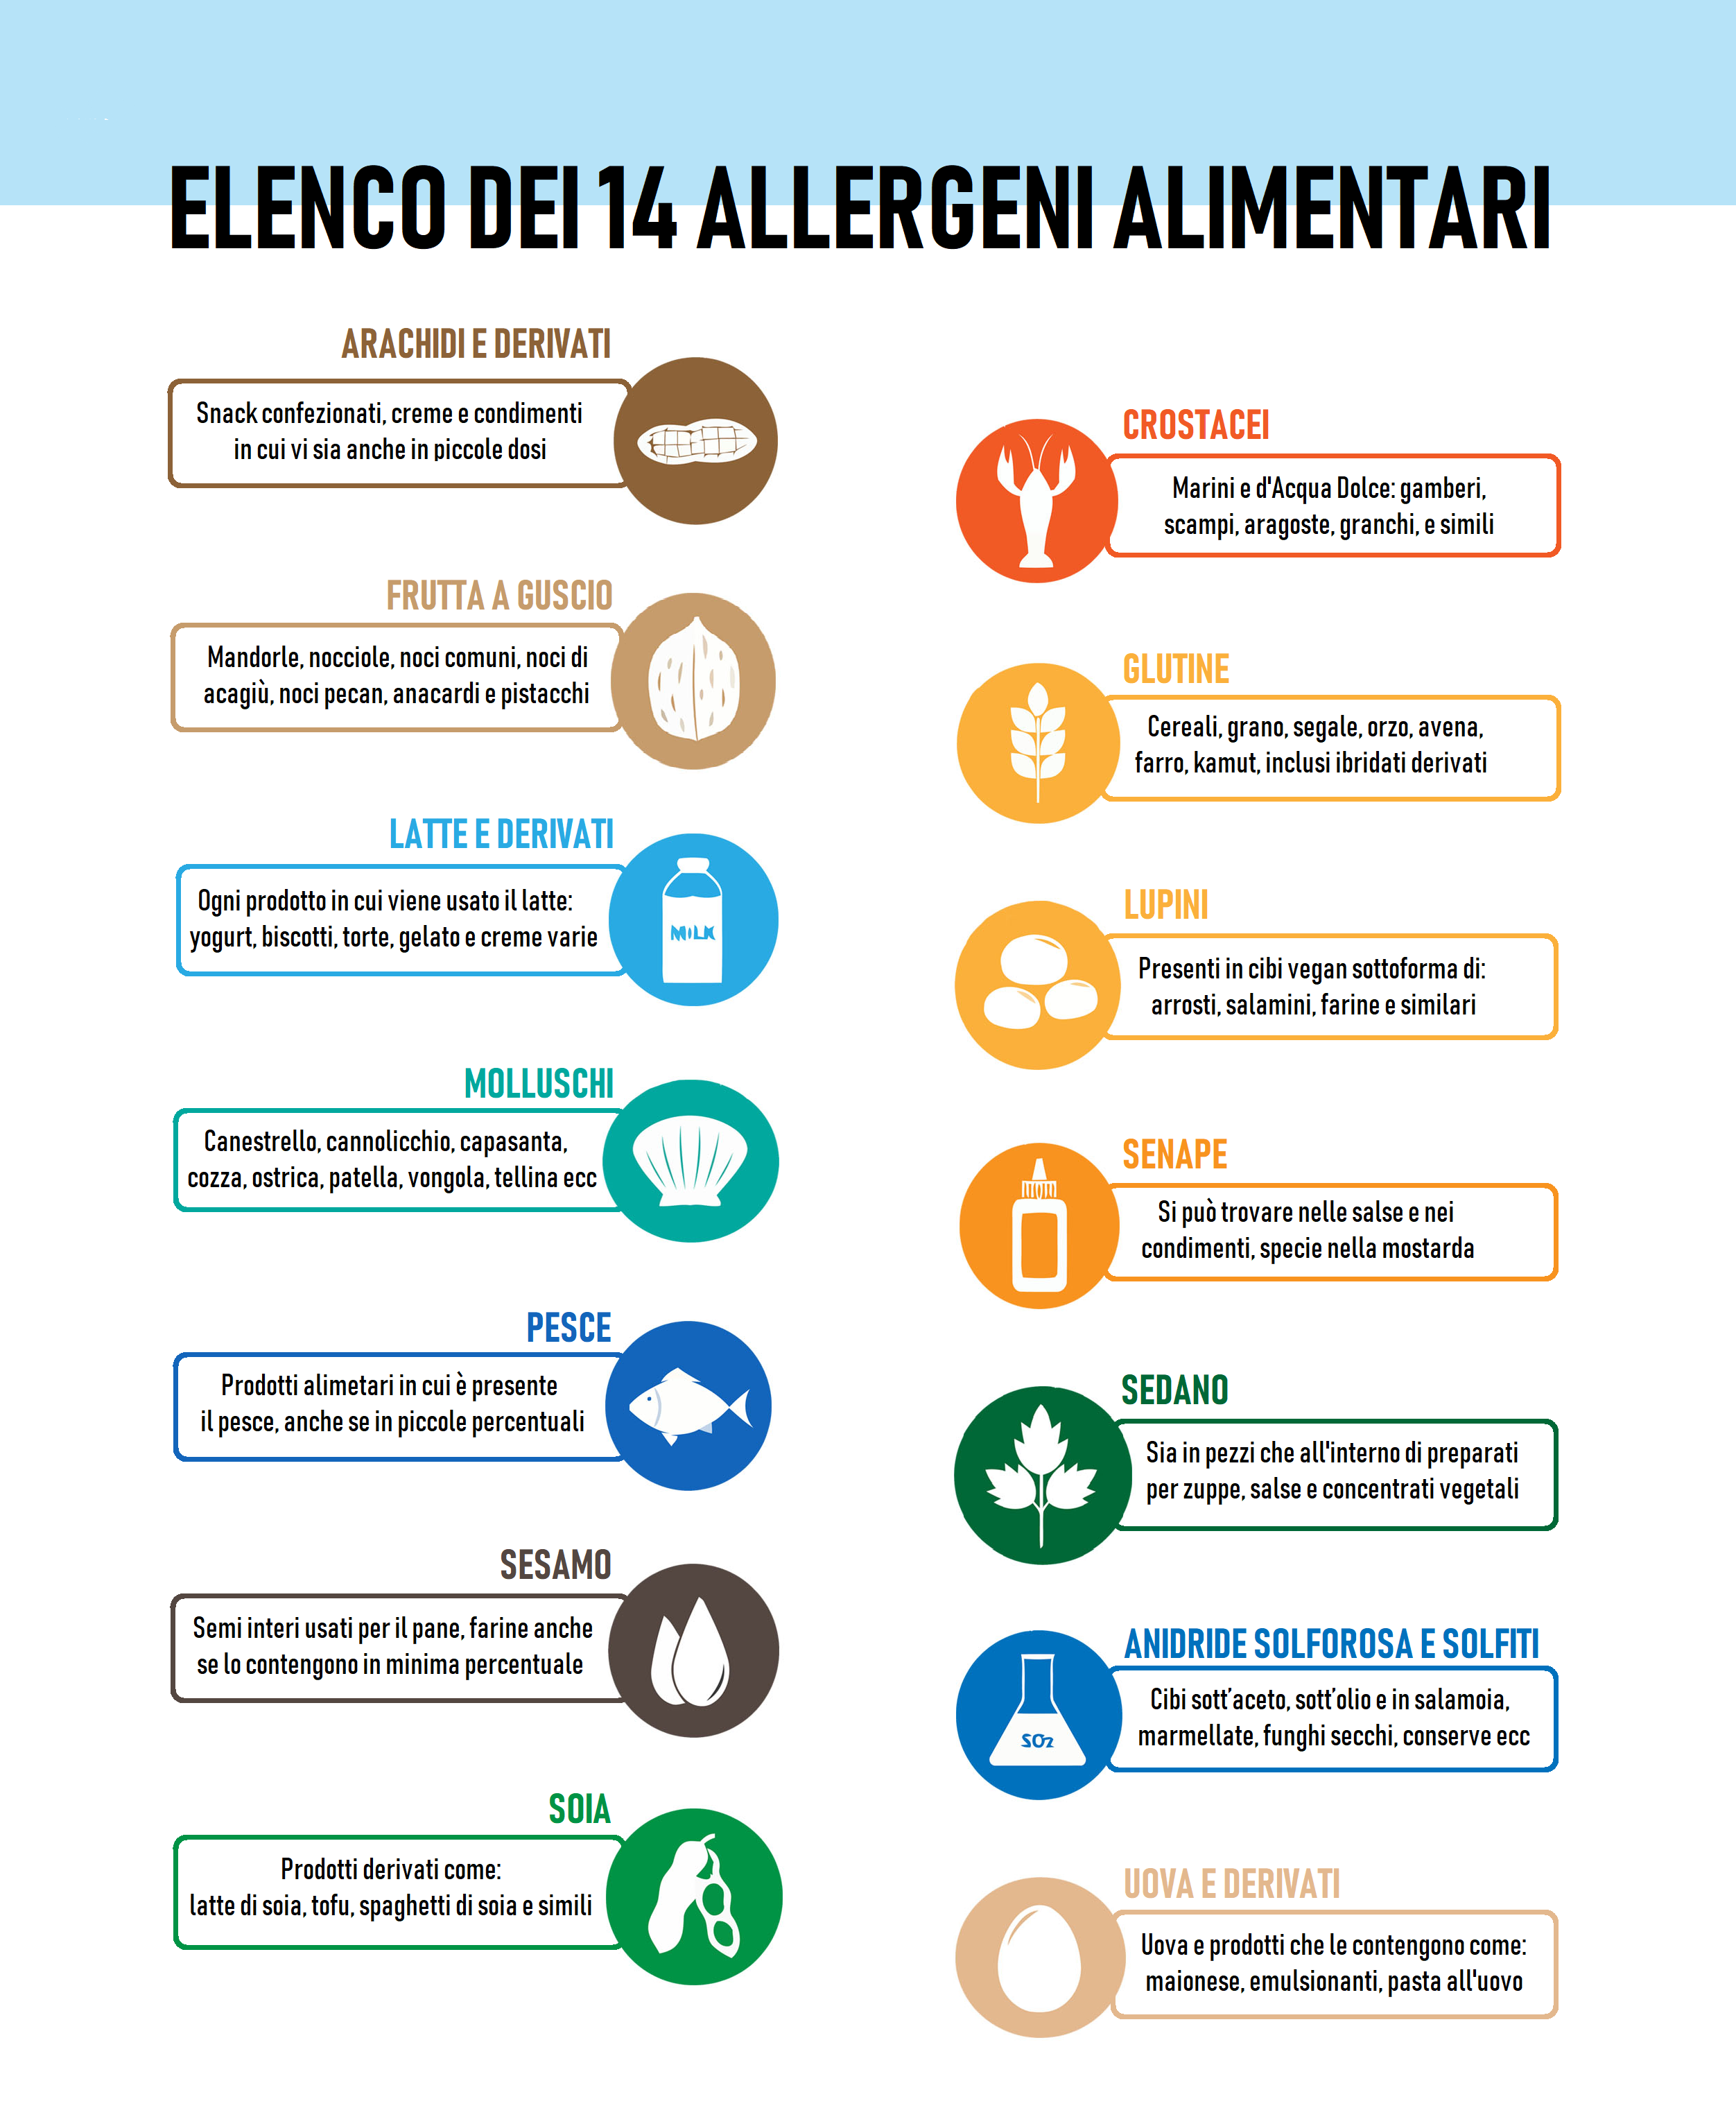 ELENCO DEI 14 ALLERGENI ALIMENTARI
ARACHIDI E DERIVATI
Snack confezionati, creme e condimenti
in cui vi sia anche in piccole dosi
FRUTTA A GUSCIO
Mandorle, nocciole, noci comuni, noci di
acagiù, noci pecan, anacardi e pistacchi
LATTE E DERIVATI
Ogni prodotto in cui viene usato il latte:
yogurt, biscotti, torte, gelato e creme varie
MILK
MOLLUSCHI
Canestrello, cannolicchio, capasanta,
cozza, ostrica, patella, vongola, tellina ecc
PESCE
Prodotti alimetari in cui è presente
il pesce, anche se in piccole percentuali
SESAMO
Semi interi usati per il pane, farine anche
se lo contengono in minima percentuale
SOIA
Prodotti derivati come:
latte di soia, tofu, spaghetti di soia e simili
CROSTACEI
Marini e d'Acqua Dolce: gamberi,
scampi, aragoste, granchi, e simili
GLUTINE
Cereali, grano, segale, orzo, avena,
farro, kamut, inclusi ibridati derivati
LUPINI
Presenti in cibi vegan sottoforma di:
arrosti, salamini, farine e similari
SENAPE
Si può trovare nelle salse e nei
condimenti, specie nella mostarda
SEDANO
Sia in pezzi che all'interno di preparati
per zuppe, salse e concentrati vegetali
ANIDRIDE SOLFOROSA E SOLFITI
Cibi sott'aceto, sott'olio e in salamoia,
marmellate, funghi secchi, conserve ecc
SO2
UOVA E DERIVATI
Uova e prodotti che le contengono come:
maionese, emulsionanti, pasta all'uovo